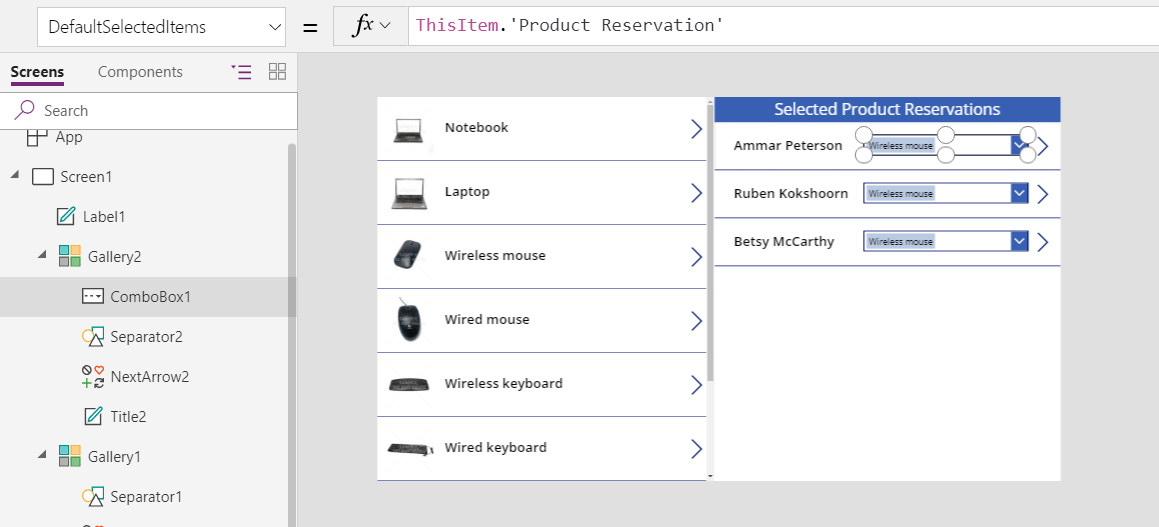 DefaultSelectedItems = fx ThisItem.'Product Reservation'
Screens Components
Search
App
Screen1
Label1
Gallery2
ComboBox1
Separator2
NextArrow2
Title2
Gallery1
Separator1
Notebook
Laptop
Wireless mouse
Wired mouse
Wireless keyboard
Wired keyboard
Selected Product Reservations
Ammar Peterson Wireless mouse
Ruben Kokshoorn Wireless mouse
Betsy McCarthy Wireless mouse